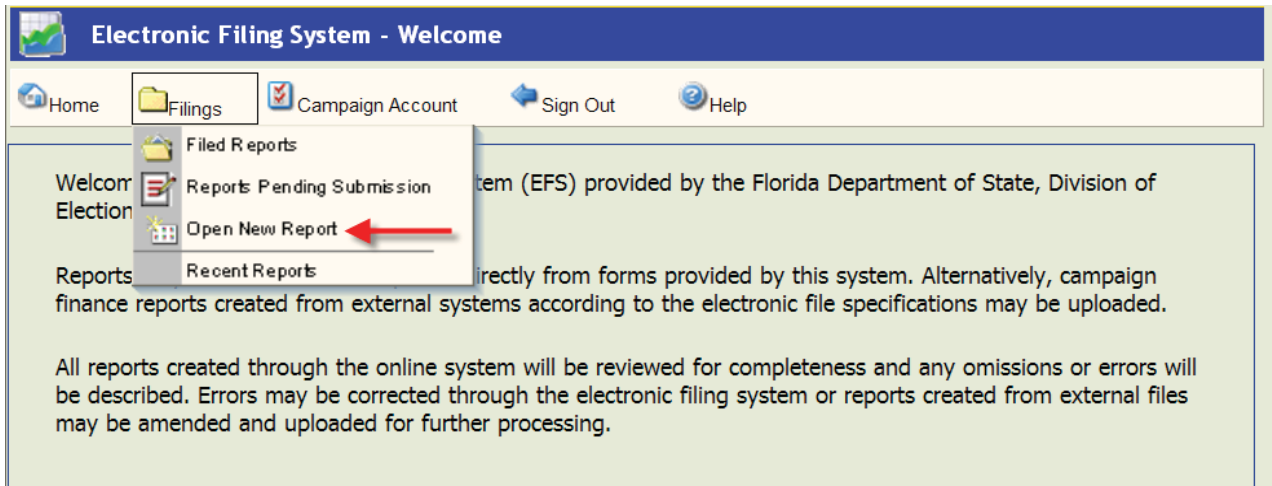 Electronic Filing System - Welcome
Home Filings Campaign Account Sign Out Help
Filed Reports
Reports Pending Submission
Open New Report
Recent Reports
Welcom tem (EFS) provided by the Florida Department of State, Division of
Election
Reports irectly from forms provided by this system. Alternatively, campaign
finance reports created from external systems according to the electronic file specifications may be uploaded.
All reports created through the online system will be reviewed for completeness and any omissions or errors will
be described. Errors may be corrected through the electronic filing system or reports created from external files
may be amended and uploaded for further processing.